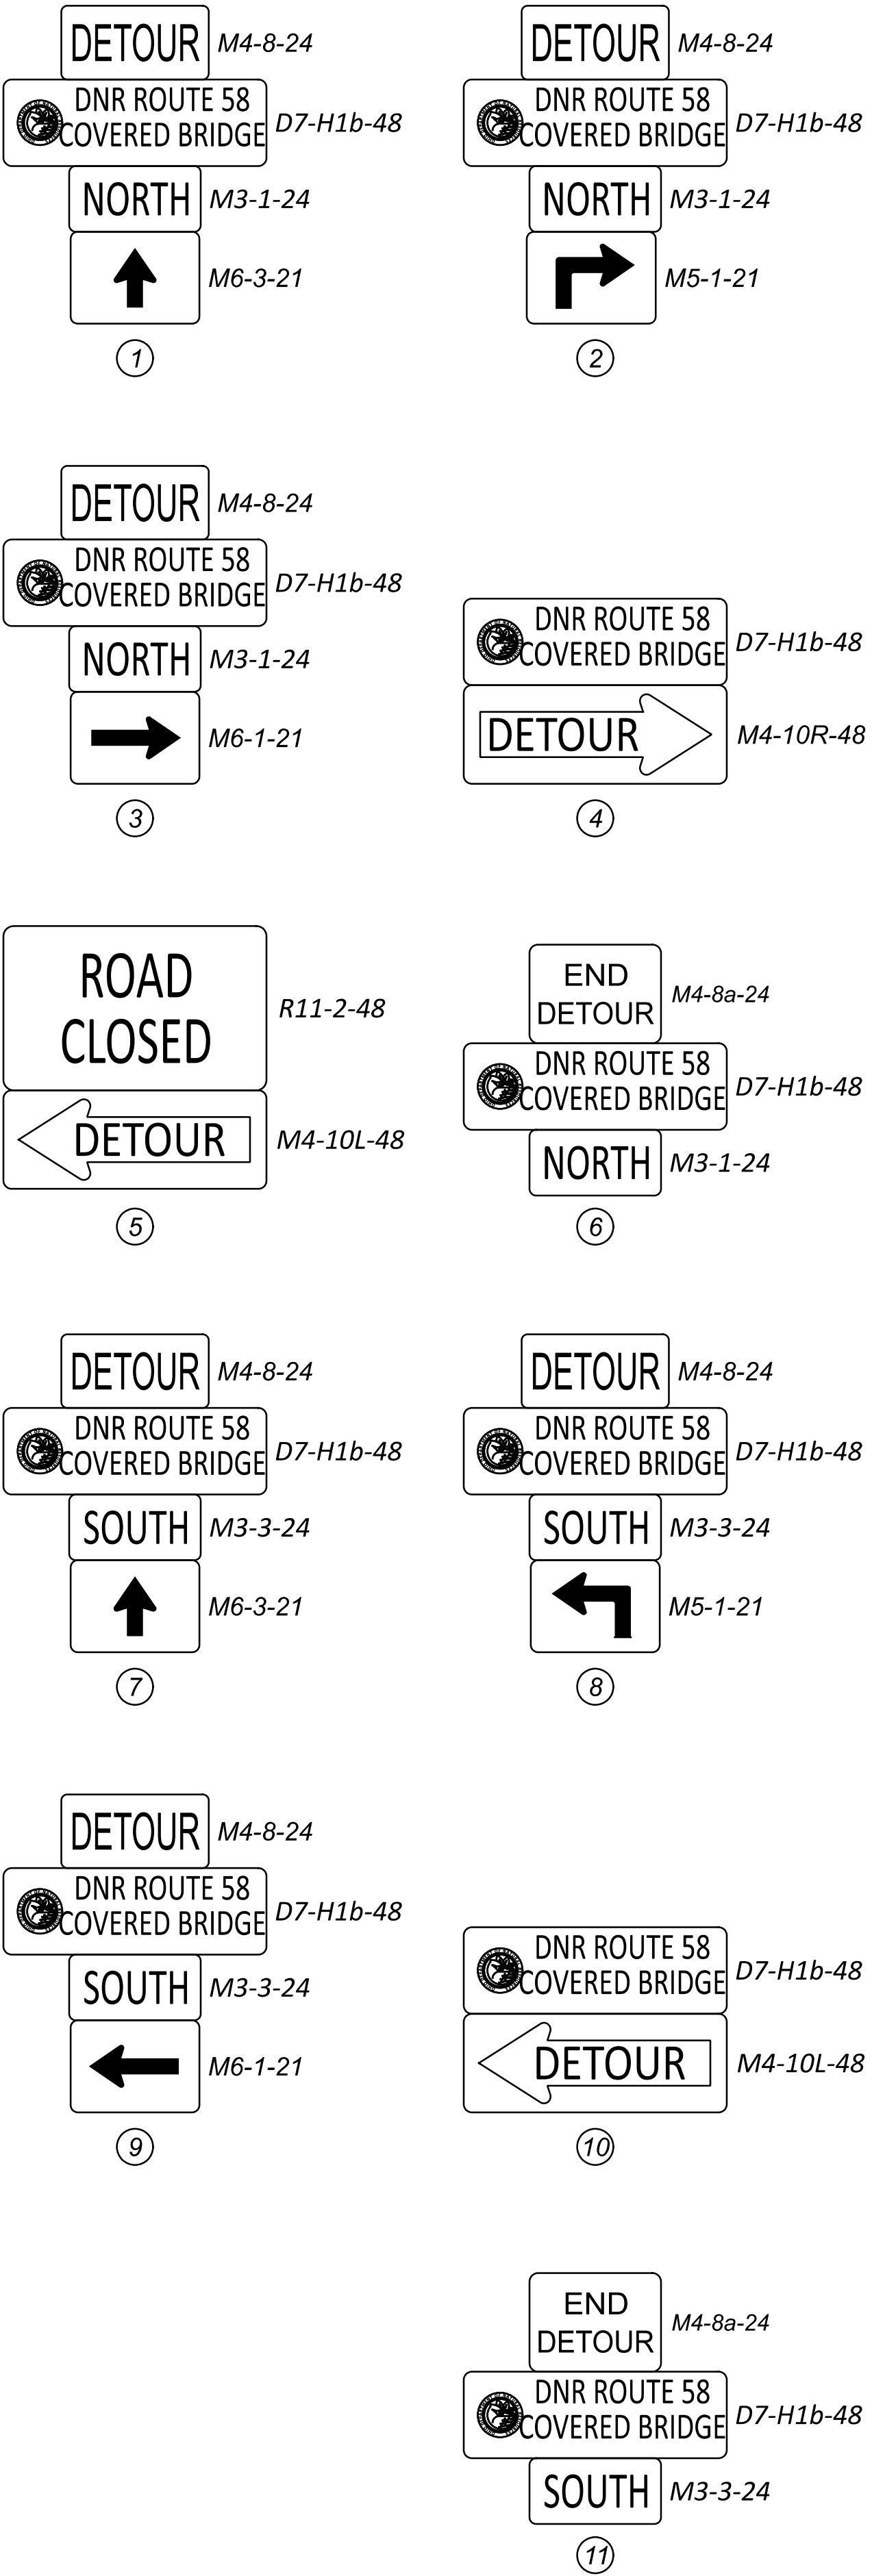 DETOUR M4-8-24
DNR ROUTE 58
COVERED BRIDGE D7-H1b-48
NORTH M3-1-24
M6-3-21
1
DETOUR M4-8-24
DNR ROUTE 58
COVERED BRIDGE D7-H1b-48
NORTH M3-1-24
M5-1-21
2
DETOUR M4-8-24
DNR ROUTE 58
COVERED BRIDGE D7-H1b-48
NORTH M3-1-24
M6-1-21
3
DNR ROUTE 58
COVERED BRIDGE D7-H1b-48
DETOUR M4-10R-48
4
ROAD
CLOSED R11-2-48
DETOUR M4-10L-48
5
END
DETOUR M4-8a-24
DNR ROUTE 58
COVERED BRIDGE D7-H1b-48
NORTH M3-1-24
6
DETOUR M4-8-24
DNR ROUTE 58
COVERED BRIDGE D7-H1b-48
SOUTH M3-3-24
M6-3-21
7
DETOUR M4-8-24
DNR ROUTE 58
COVERED BRIDGE D7-H1b-48
SOUTH M3-3-24
M5-1-21
8
DETOUR M4-8-24
DNR ROUTE 58
COVERED BRIDGE D7-H1b-48
SOUTH M3-3-24
M6-1-21
9
DNR ROUTE 58
COVERED BRIDGE D7-H1b-48
DETOUR M4-10L-48
10
END
DETOUR M4-8a-24
DNR ROUTE 58
COVERED BRIDGE D7-H1b-48
SOUTH M3-3-24
11